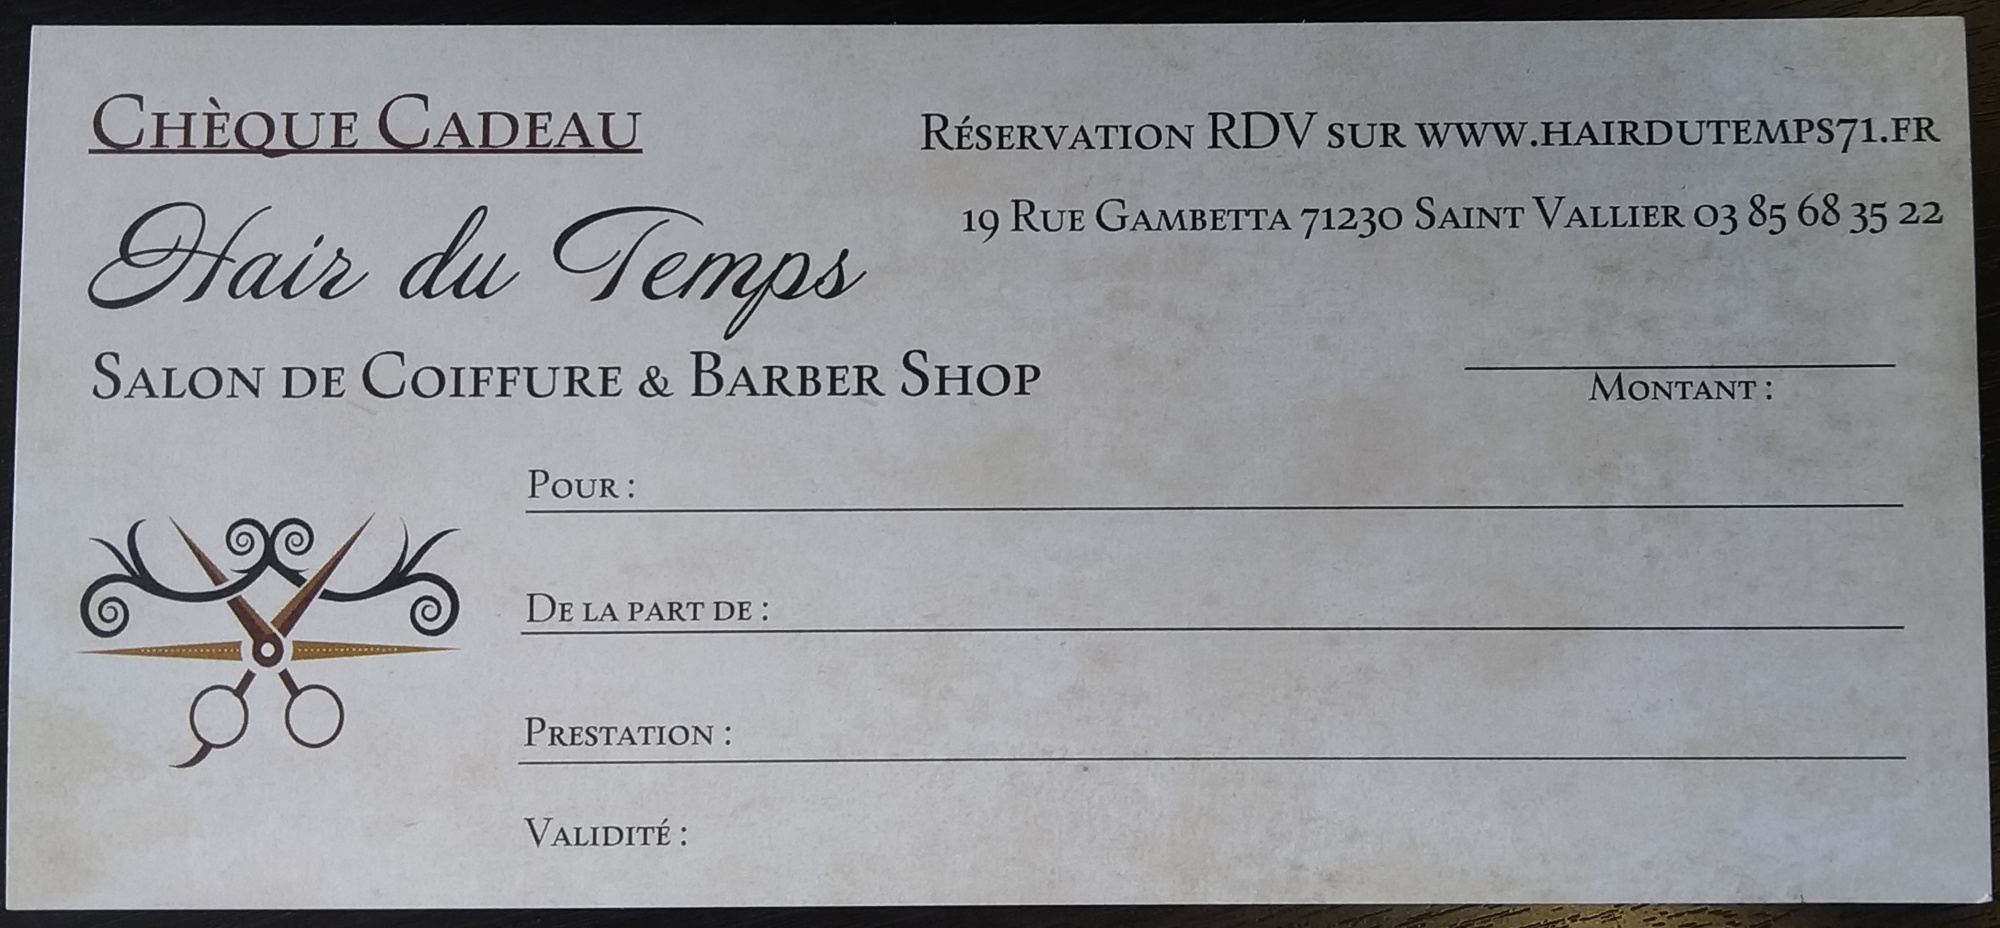 Chèque Cadeau
Réservation RDV sur www.hairdutemps71.fr
19 Rue Gambetta 71230 Saint Vallier 03 85 68 35 22
Hair du Temps
Salon de Coiffure & Barber Shop
Montant :
Pour :
De la part de :
Prestation :
Validité :